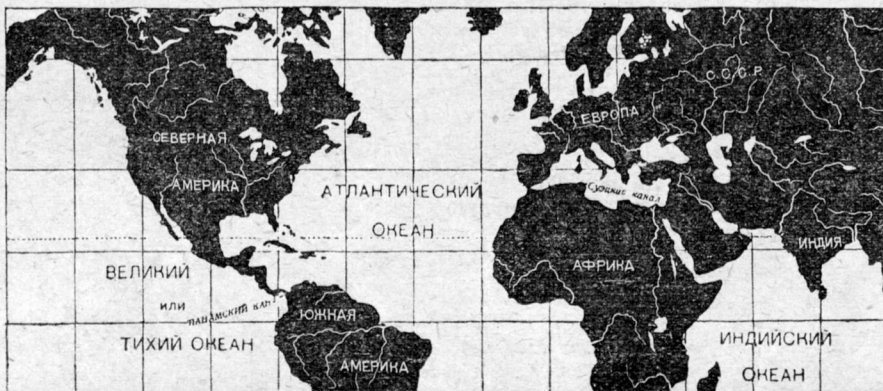 С.С.С.Р.
ЕВРОПА
СЕВЕРНАЯ
АМЕРИКА
АТЛАНТИЧЕСКИЙ
ОКЕАН
Суэцкий канал
ИНДИЯ
АФРИКА
ВЕЛИКИЙ
или
ТИХИЙ ОКЕАН
ПАНАМСКИЙ КАН.
ЮЖНАЯ
АМЕРИКА
ИНДИЙСКИЙ
ОКЕАН